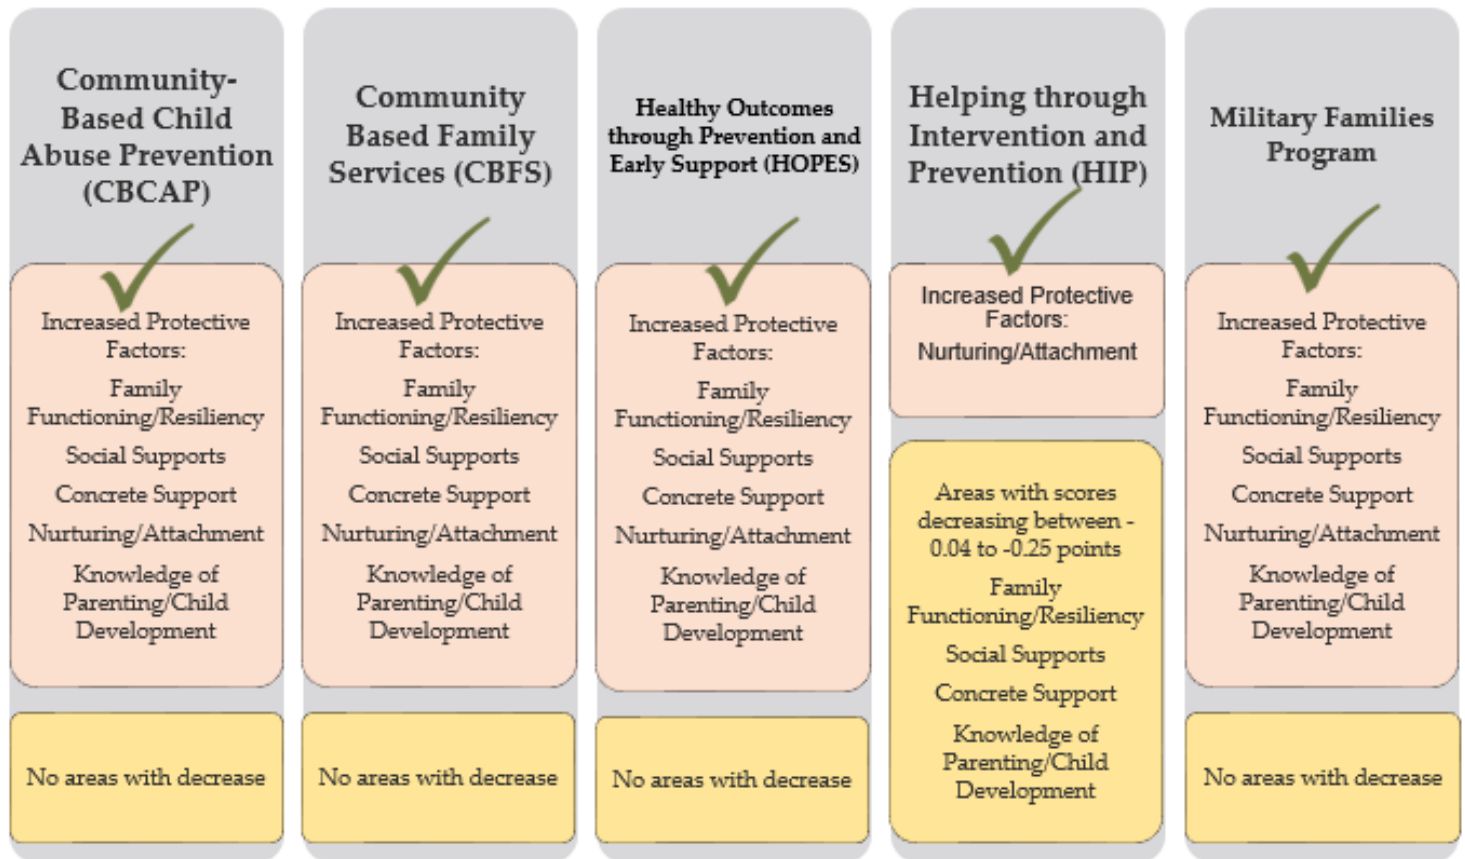 Community-
Based Child
Abuse Prevention
(CBCAP)
Increased Protective
Factors:
Family
Functioning/Resiliency
Social Supports
Concrete Support
Nurturing/Attachment
Knowledge of
Parenting/Child
Development
No areas with decrease
Community
Based Family
Services (CBFS)
Increased Protective
Factors:
Family
Functioning/Resiliency
Social Supports
Concrete Support
Nurturing/Attachment
Knowledge of
Parenting/Child
Development
No areas with decrease
Healthy Outcomes
through Prevention and
Early Support (HOPES)
Increased Protective
Factors:
Family
Functioning/Resiliency
Social Supports
Concrete Support
Nurturing/Attachment
Knowledge of
Parenting/Child
Development
No areas with decrease
Helping through
Intervention and
Prevention (HIP)
Increased Protective
Factors:
Nurturing/Attachment
Areas with scores
decreasing between -
0.04 to -0.25 points
Family
Functioning/Resiliency
Social Supports
Concrete Support
Knowledge of
Parenting/Child
Development
Military Families
Program
Increased Protective
Factors:
Family
Functioning/Resiliency
Social Supports
Concrete Support
Nurturing/Attachment
Knowledge of
Parenting/Child
Development
No areas with decrease